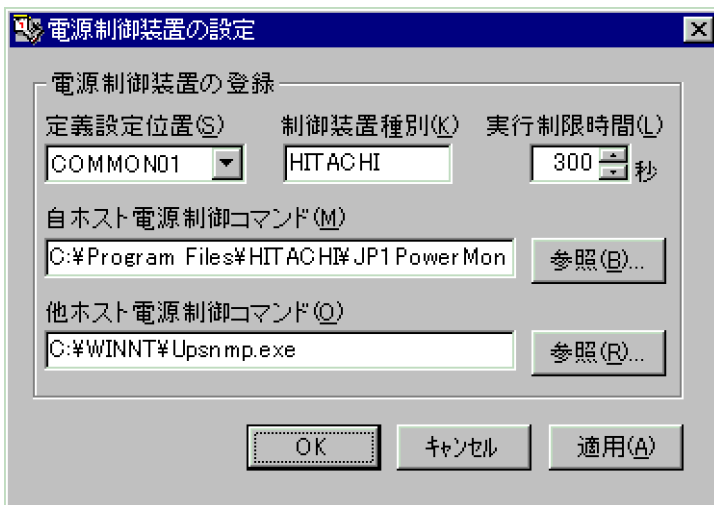 電源制御装置の設定
電源制御装置の登録
定義設定位置(S) 制御装置種別(K) 実行制限時間(L)
COMMON01 HITACHI 300 秒
自ホスト電源制御コマンド(M)
C:¥Program Files¥HITACHI¥JP1PowerMon 参照(B)...
他ホスト電源制御コマンド(O)
C:¥WINNT¥Upsnmp.exe 参照(R)...
OK キャンセル 適用(A)